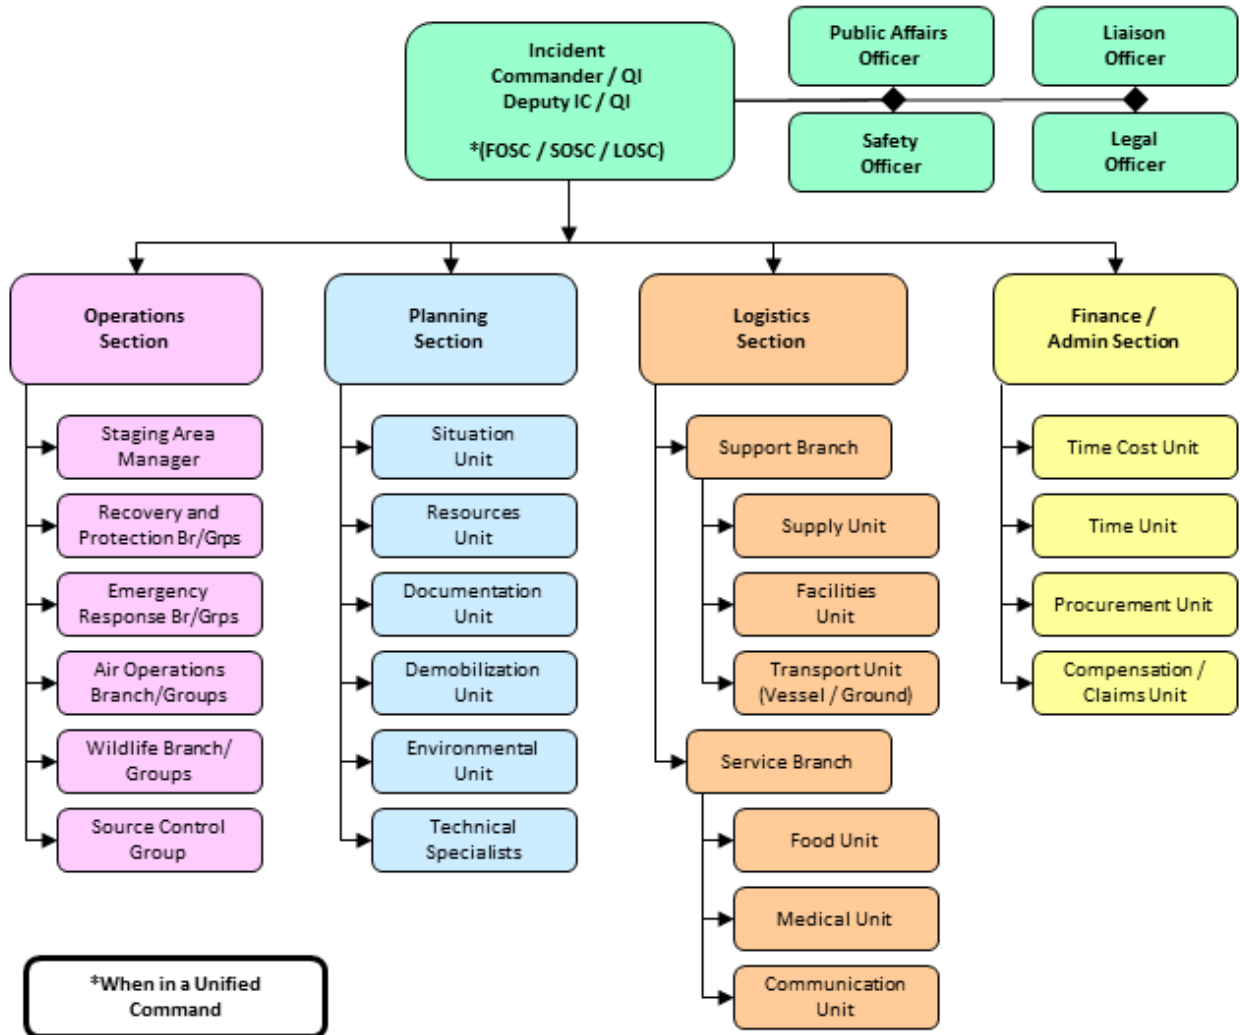 Incident
Commander / QI
Deputy IC / QI
*(FOSC / SOSC / LOSC)
Public Affairs
Officer
Liaison
Officer
Safety
Officer
Legal
Officer
Operations
Section
Staging Area
Manager
Recovery and
Protection Br/Grps
Emergency
Response Br/Grps
Air Operations
Branch/Groups
Wildlife Branch/
Groups
Source Control
Group
Planning
Section
Situation
Unit
Resources
Unit
Documentation
Unit
Demobilization
Unit
Environmental
Unit
Technical
Specialists
Logistics
Section
Support Branch
Supply Unit
Facilities
Unit
Transport Unit
(Vessel / Ground)
Service Branch
Food Unit
Medical Unit
Communication
Unit
Finance /
Admin Section
Time Cost Unit
Time Unit
Procurement Unit
Compensation /
Claims Unit
*When in a Unified
Command